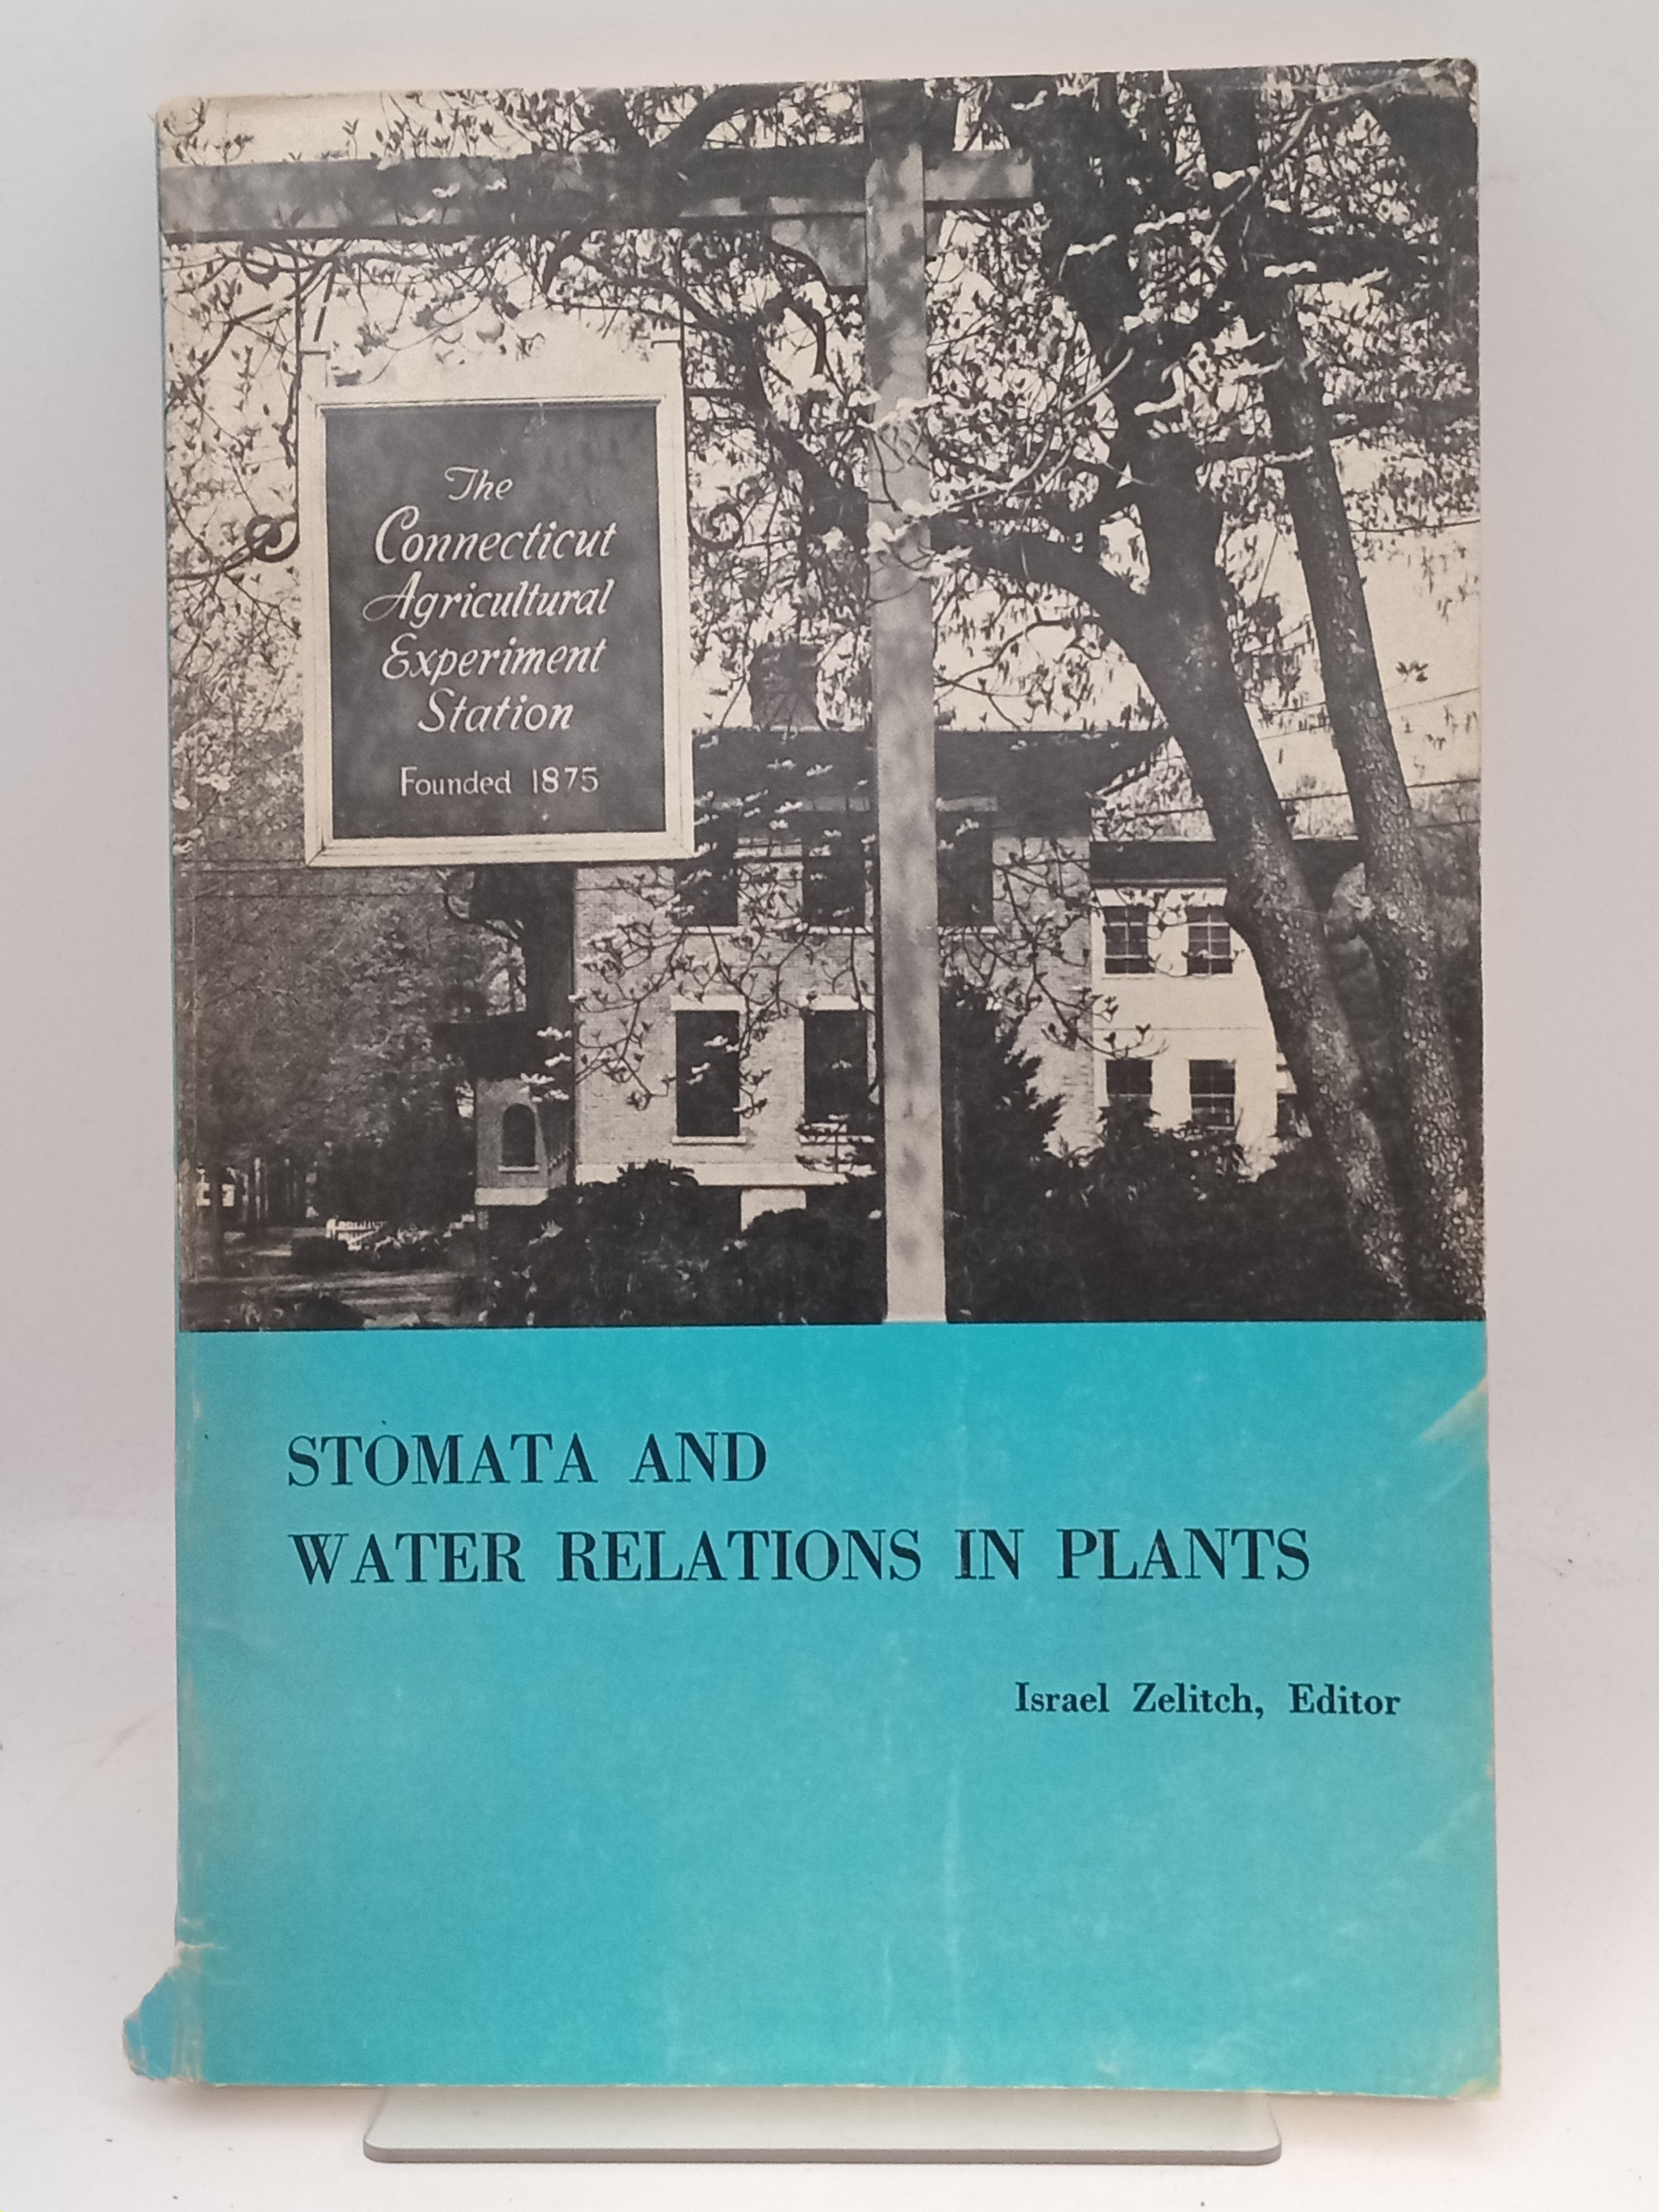 The
Connecticut
Agricultural
Experiment
Station
Founded 1875
STOMATA AND
WATER RELATIONS IN PLANTS
Israel Zelitch, Editor